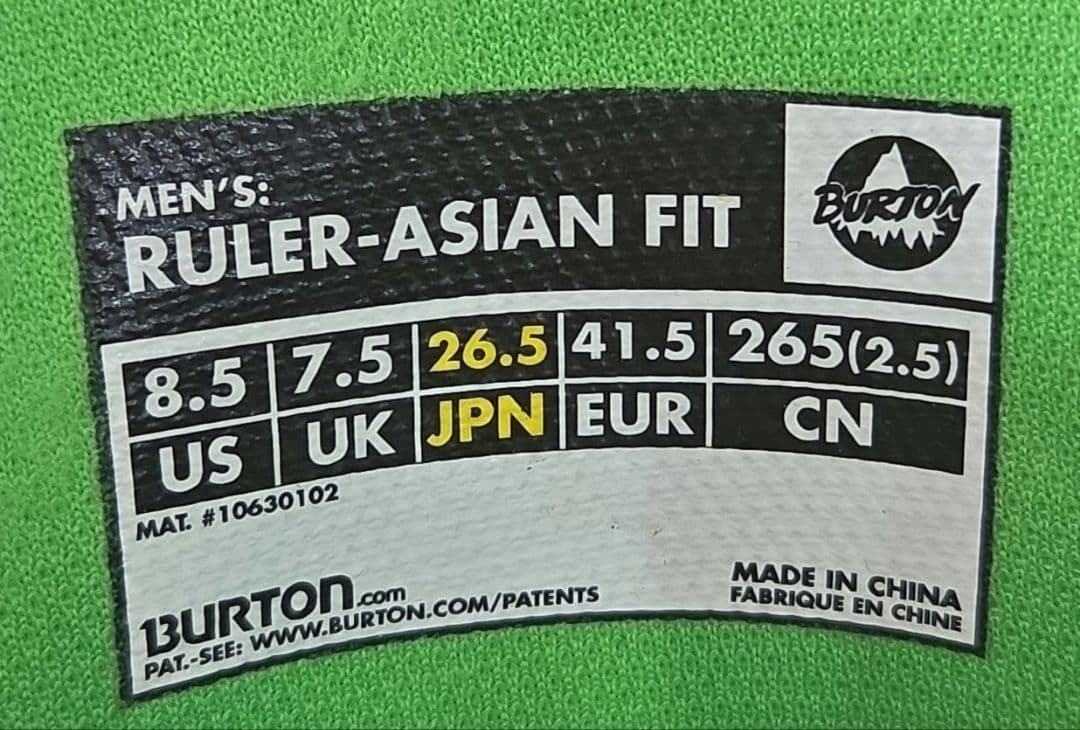 MEN'S:
RULER-ASIAN FIT
BURTON
8.5 7.5 26.5 41.5 265(2.5)
US UK JPN EUR CN
MAT. #10630102
BURTON.com
PAT.-SEE: WWW.BURTON.COM/PATENTS
MADE IN CHINA
FABRIQUE EN CHINE